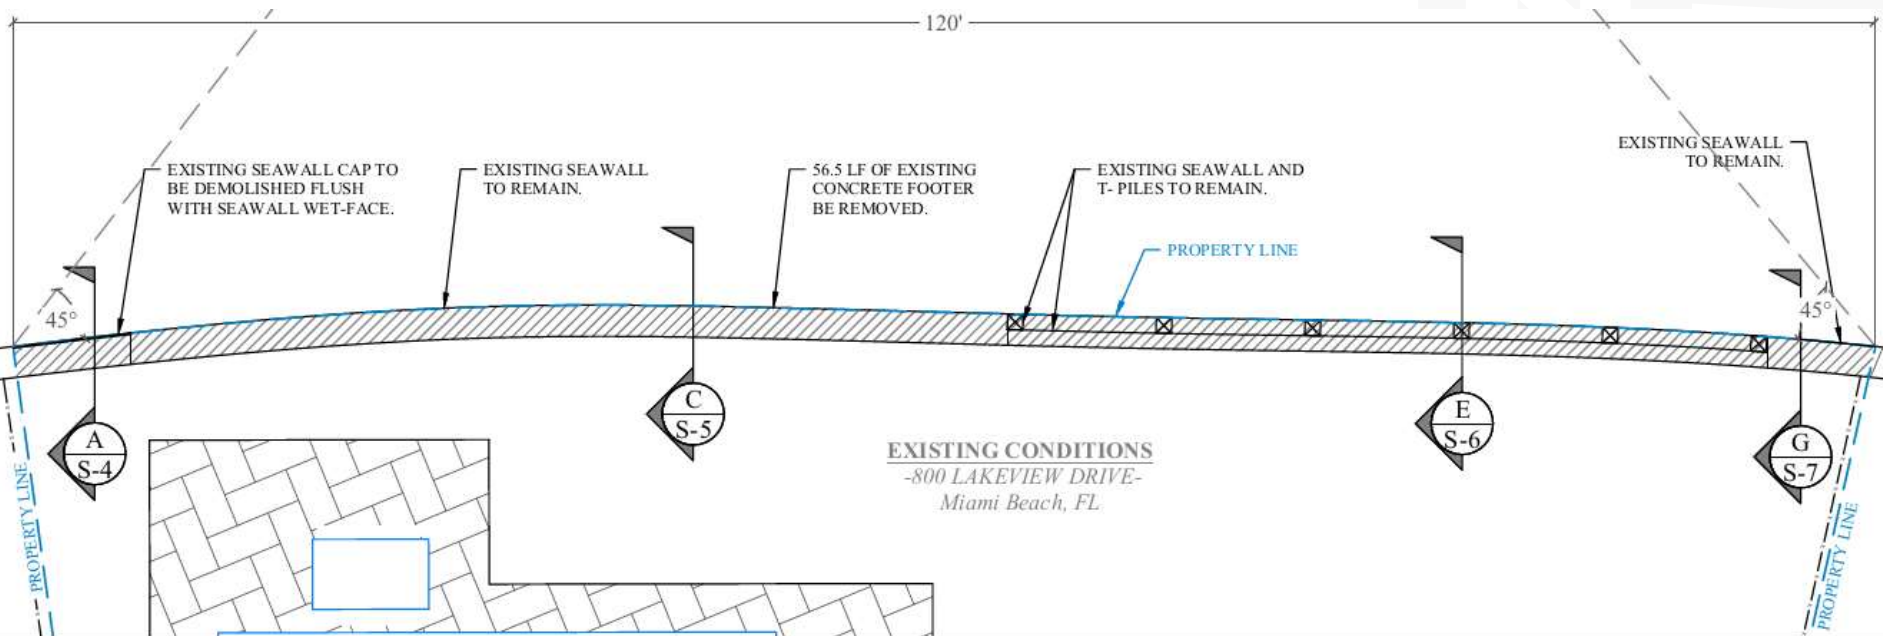 120'
EXISTING SEAWALL
TO REMAIN.
EXISTING SEAWALL CAP TO
BE DEMOLISHED FLUSH
WITH SEAWALL WET-FACE.
EXISTING SEAWALL
TO REMAIN.
56.5 LF OF EXISTING
CONCRETE FOOTER
BE REMOVED.
EXISTING SEAWALL AND
T- PILES TO REMAIN.
PROPERTY LINE
45°
45°
A
S-4
C
S-5
E
S-6
G
S-7
EXISTING CONDITIONS
-800 LAKEVIEW DRIVE-
Miami Beach, FL
PROPERTY LINE
PROPERTY LINE